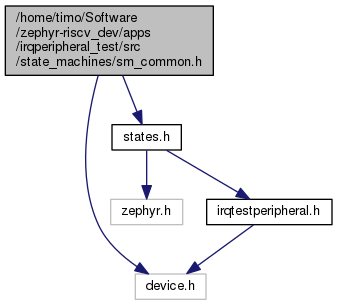 /home/timo/Software
/zephyr-riscv_dev/apps
/irqperipheral_test/src
/state_machines/sm_common.h
states.h
zephyr.h
irqtestperipheral.h
device.h